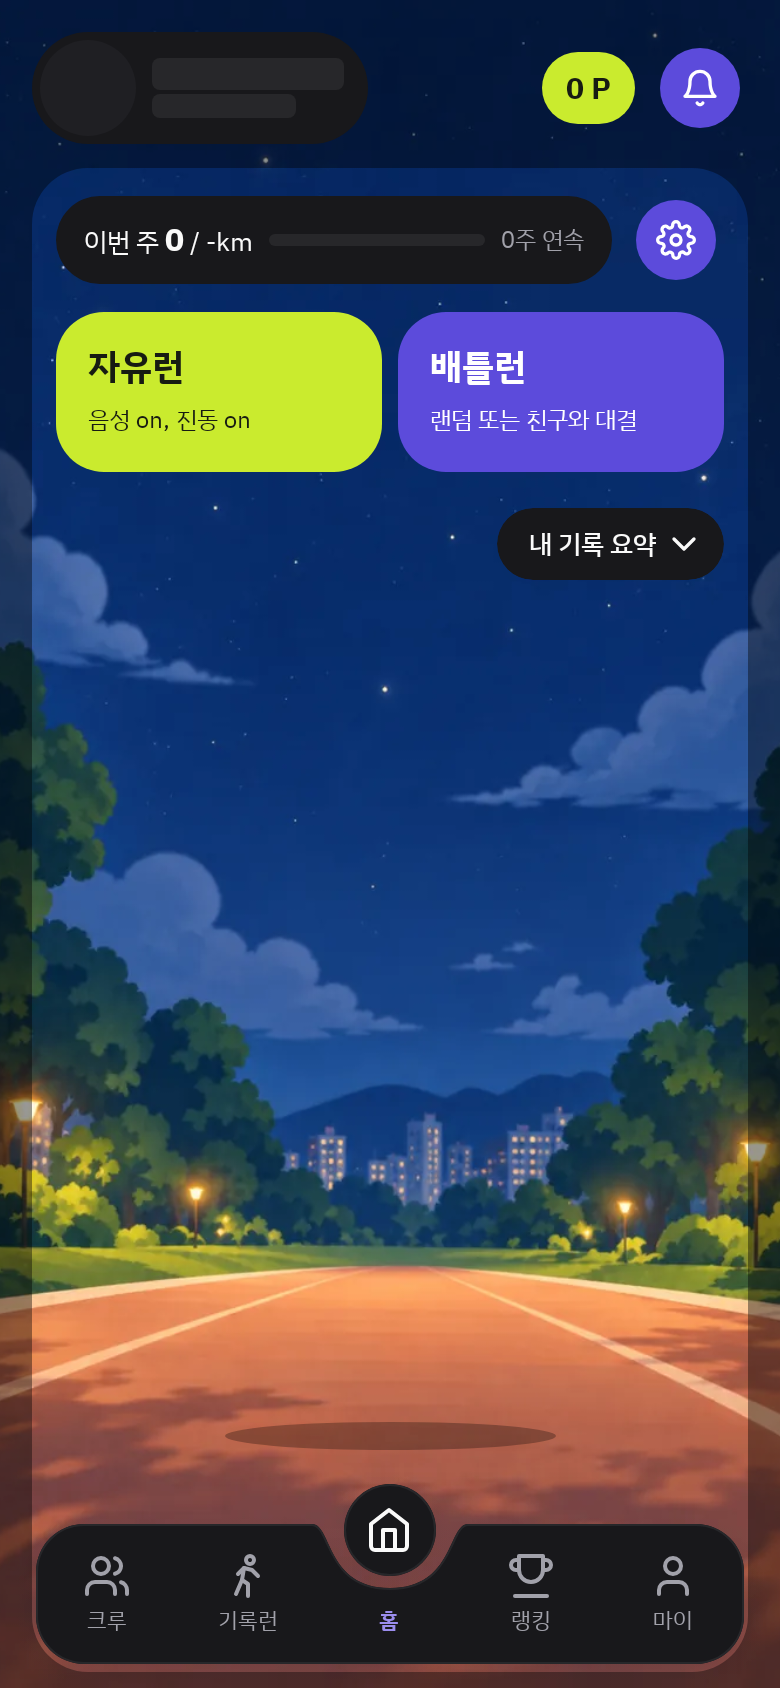 0 P
이번 주 0 / -km 0주 연속
자유런
음성 on, 진동 on
배틀런
랜덤 또는 친구와 대결
내 기록 요약
크루
기록런
홈
랭킹
마이